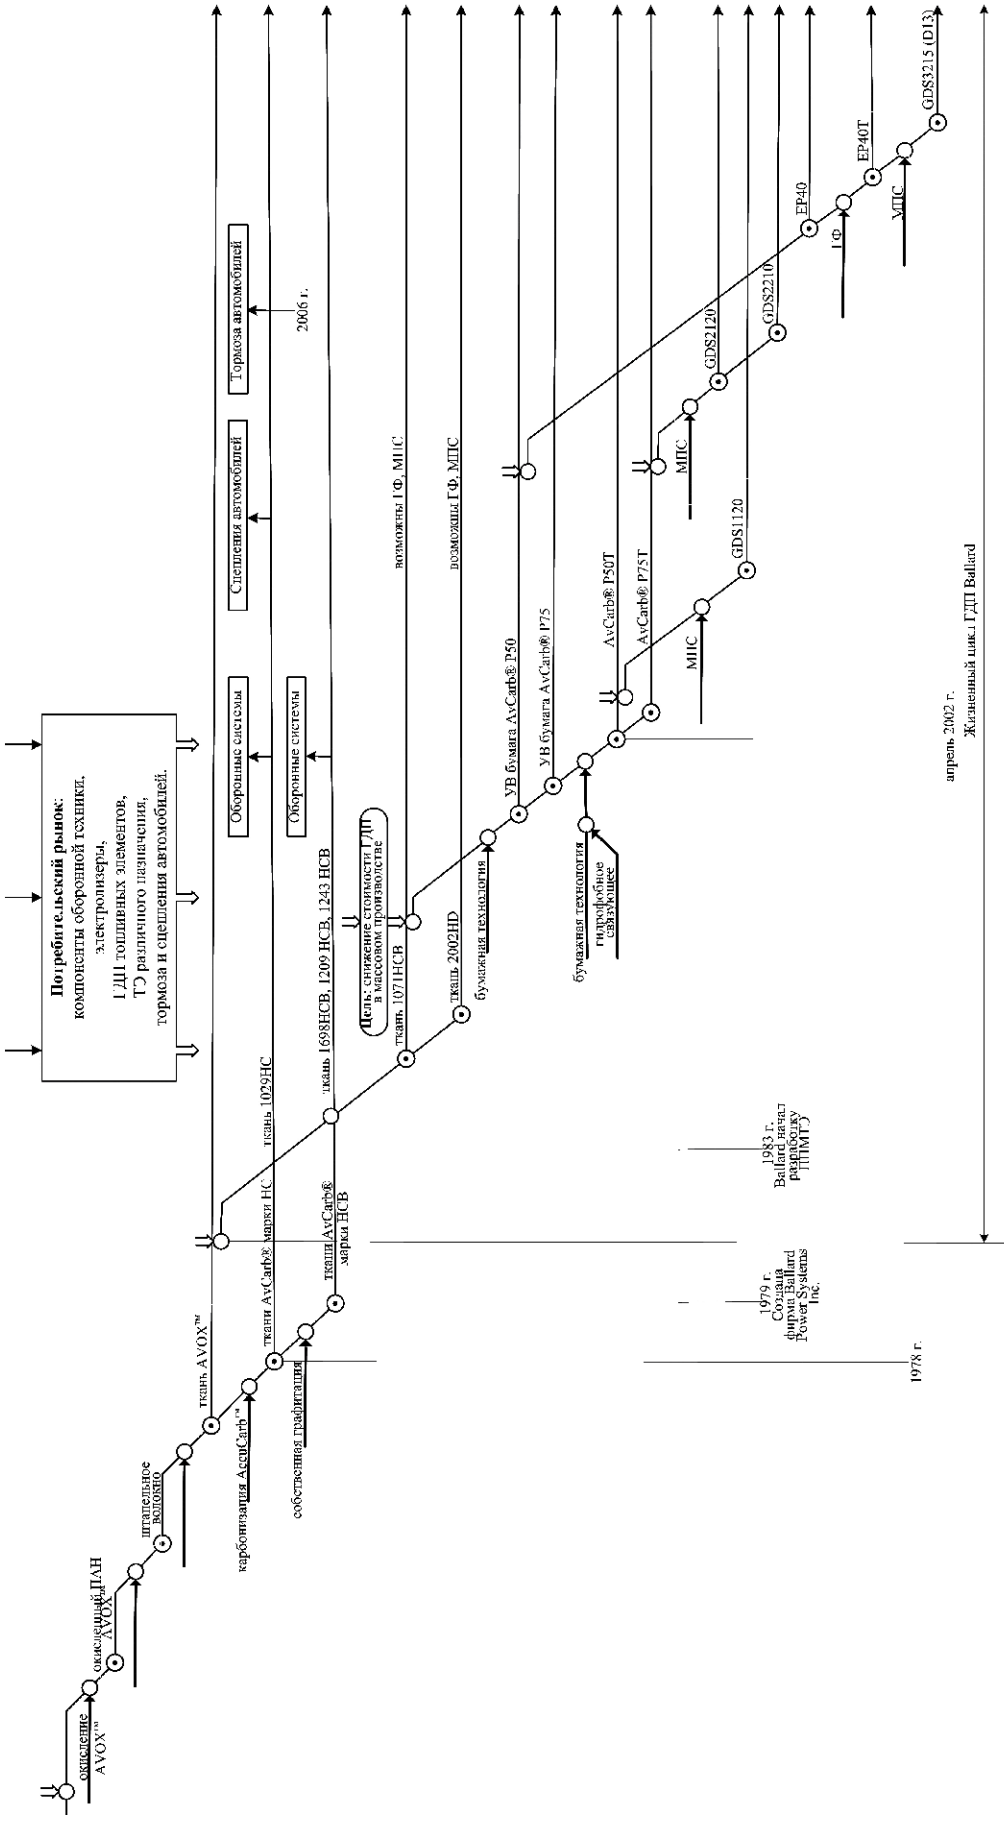 Потребительский рынок:
компоненты оборонной техники,
электролизеры,
ГДП топливных элементов,
ТЭ различного назначения,
тормоза и сцепления автомобилей.
окисление
AVOX™
окисленный ПАН
AVOX™
штапельное
волокно
ткань AVOX™
карбонизация AccuCarb™
ткани AvCarb® марки НС
ткань 1029HC
собственная графитация
ткани AvCarb®
марки НСВ
ткань 1698HCB, 1209 HCB, 1243 HCB
Оборонные системы
Сцепления автомобилей
Тормоза автомобилей
2006 г.
Оборонные системы
Цель: снижение стоимости ГДП
в массовом производстве
ткань 1071HCB
возможны ГФ, МПС
ткань 2002HD
возможны ГФ, МПС
бумажная технология
УВ бумага AvCarb® P50
УВ бумага AvCarb® P75
бумажная технология
гидрофобное
связующее
AvCarb® P50T
AvCarb® P75T
МПС
GDS1120
МПС
GDS2120
GDS2210
EP40
ГФ
EP40T
МПС
GDS3215 (D13)
1978 г.
1979 г.
Создана
фирма Ballard
Power Systems
Inc.
1983 г.
Ballard начал
разработку
ППМТЭ
апрель 2002 г.
Жизненный цикл ГДП Ballard